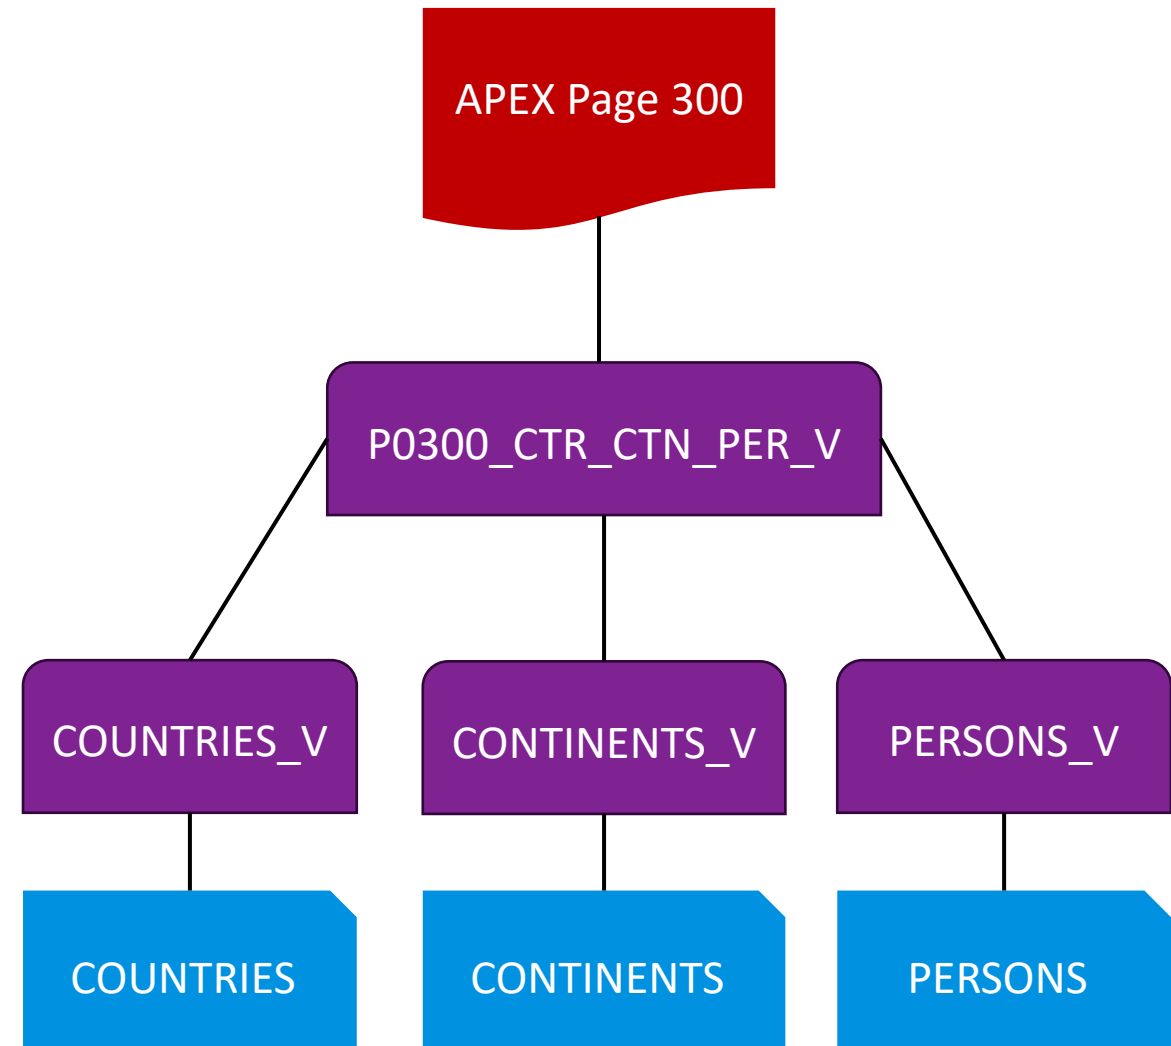 APEX Page 300
P0300_CTR_CTN_PER_V
COUNTRIES_V
CONTINENTS_V
PERSONS_V
COUNTRIES
CONTINENTS
PERSONS